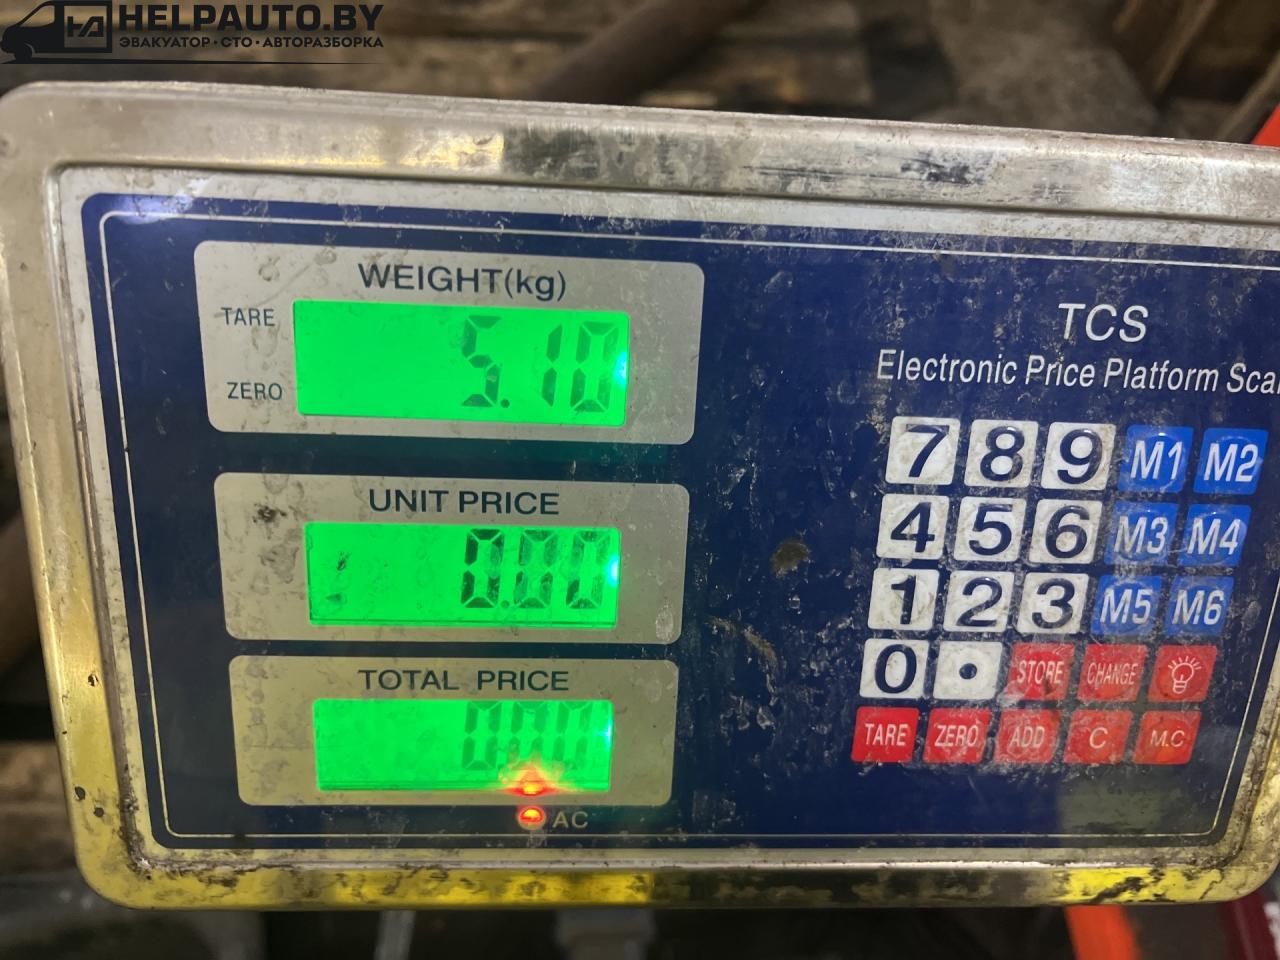 HELPAUTO.BY
ЭВАКУАТОР·СТО·АВТОРАЗБОРКА
WEIGHT(kg)
TARE
5.10
ZERO
TCS
Electronic Price Platform
UNIT PRICE
0.00
TOTAL PRICE
0.00
AC
7 8 9 M1 M2
4 5 6 M3 M4
1 2 3 M5 M6
0 . STORE CHANGE
TARE ZERO ADD C M.C